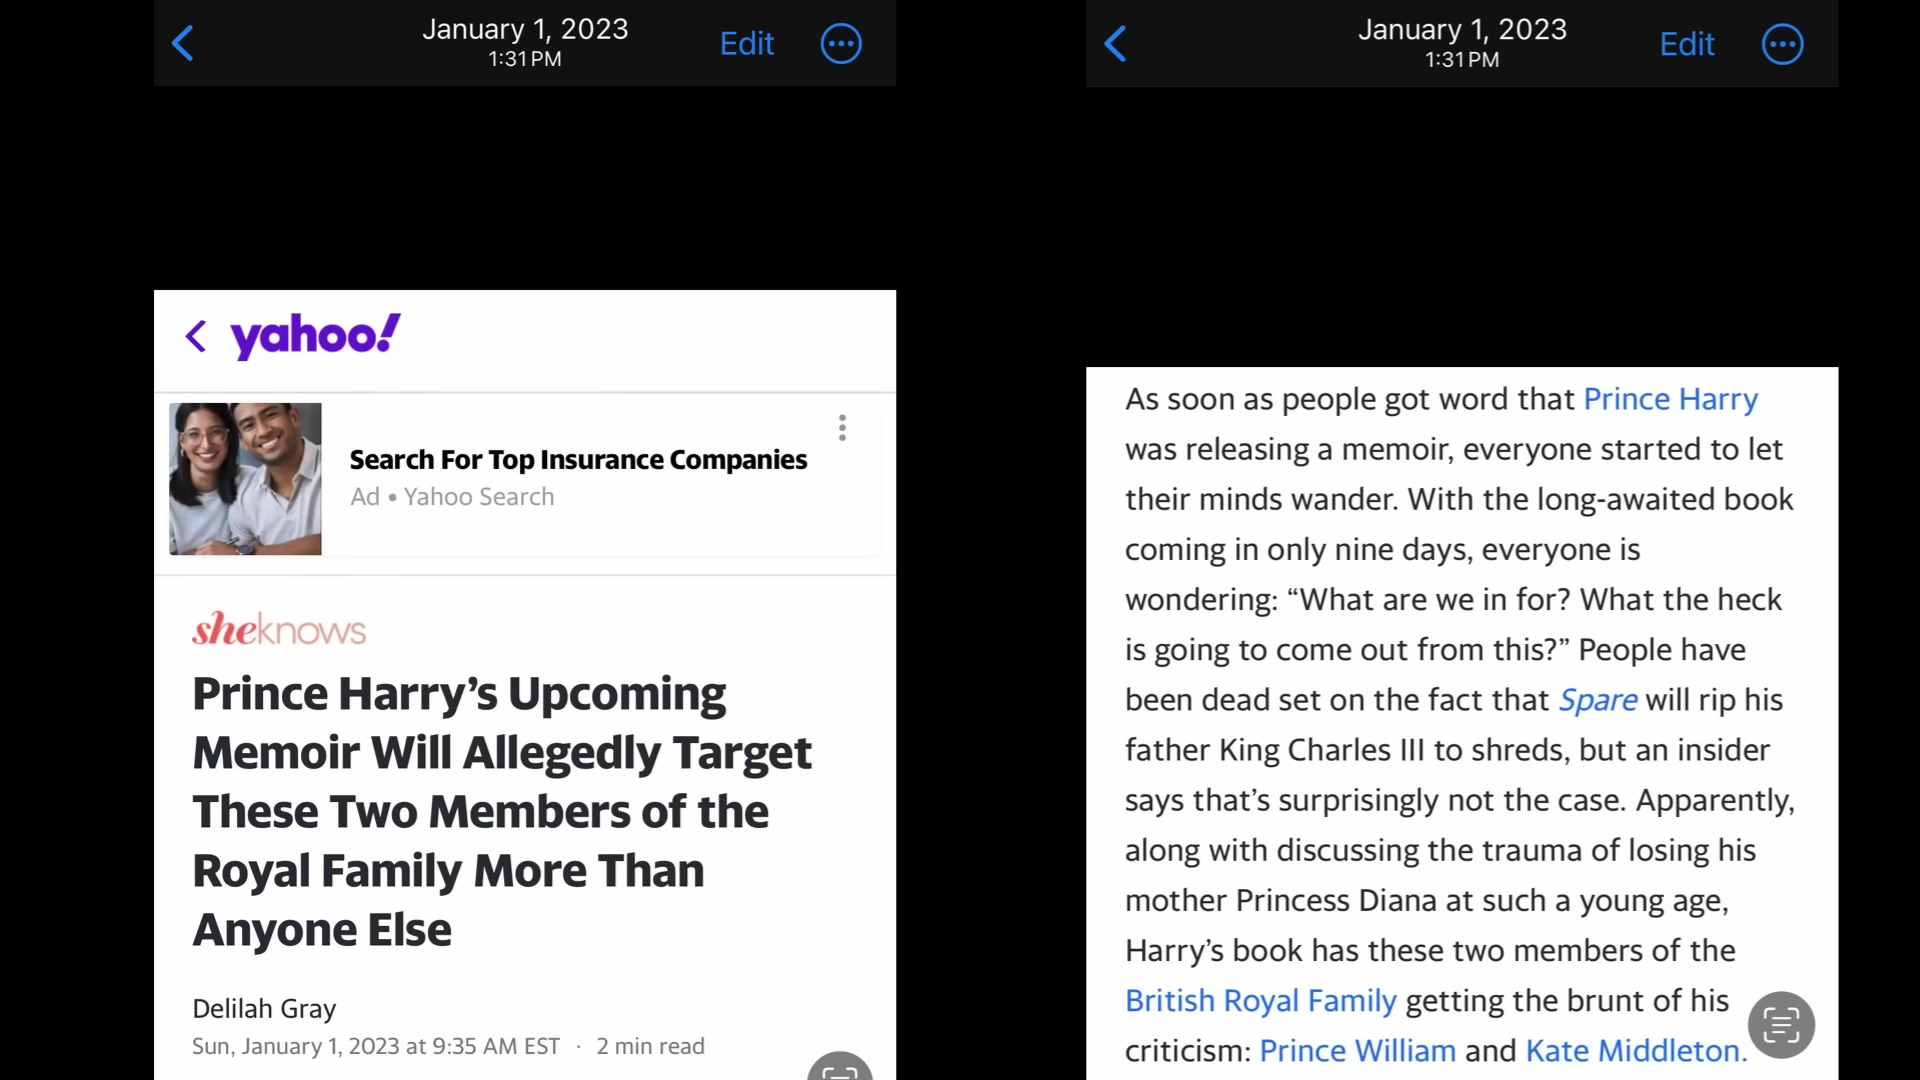 January 1, 2023
1:31 PM
Edit
yahoo!
Search For Top Insurance Companies
Ad • Yahoo Search
sheknows
Prince Harry’s Upcoming
Memoir Will Allegedly Target
These Two Members of the
Royal Family More Than
Anyone Else
Delilah Gray
Sun, January 1, 2023 at 9:35 AM EST · 2 min read
January 1, 2023
1:31 PM
Edit
As soon as people got word that Prince Harry
was releasing a memoir, everyone started to let
their minds wander. With the long-awaited book
coming in only nine days, everyone is
wondering: “What are we in for? What the heck
is going to come out from this?” People have
been dead set on the fact that Spare will rip his
father King Charles III to shreds, but an insider
says that’s surprisingly not the case. Apparently,
along with discussing the trauma of losing his
mother Princess Diana at such a young age,
Harry’s book has these two members of the
British Royal Family getting the brunt of his
criticism: Prince William and Kate Middleton.